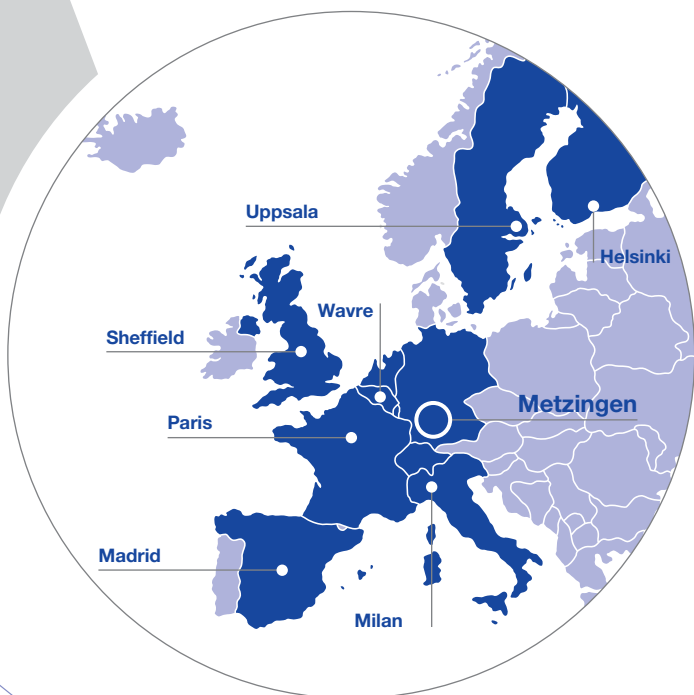 Uppsala
Helsinki
Wavre
Sheffield
Metzingen
Paris
Madrid
Milan